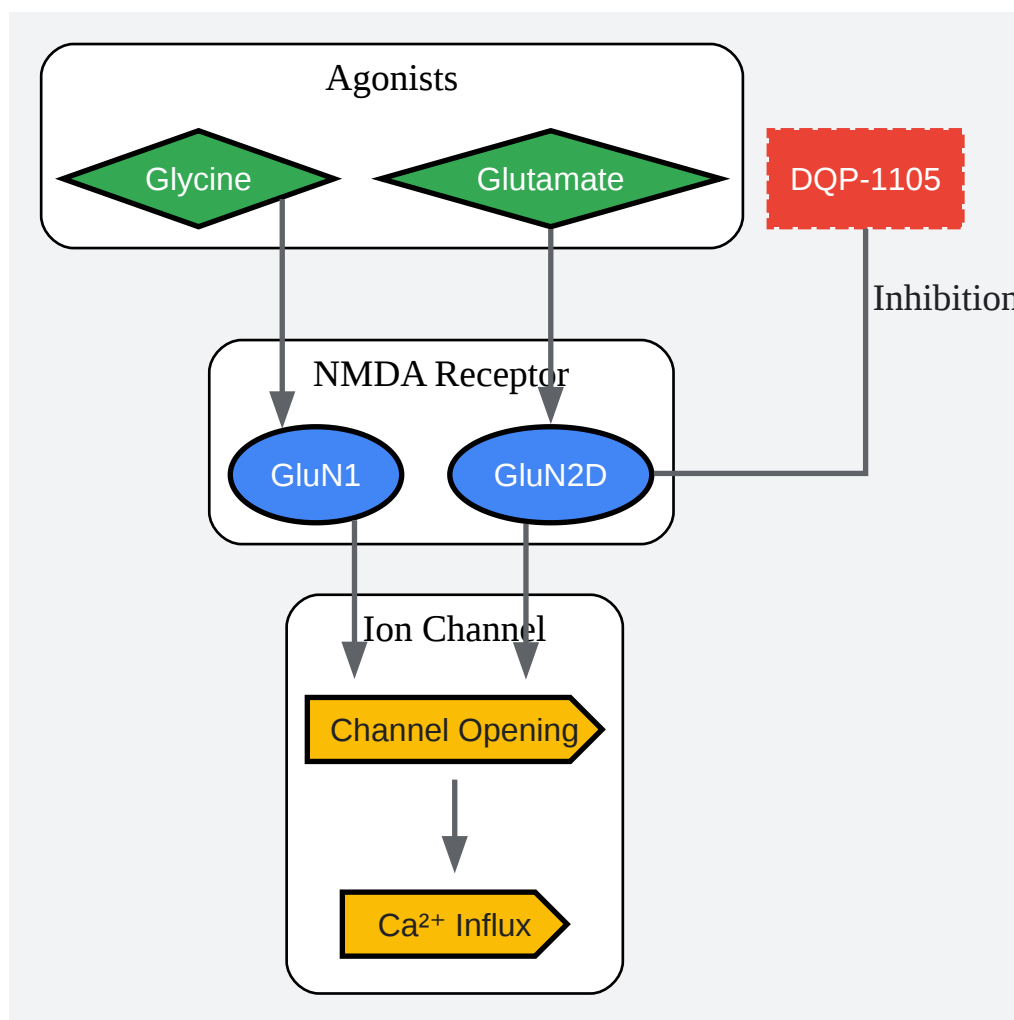 Agonists
Glycine
Glutamate
DQP-1105
Inhibition
NMDA Receptor
GluN1
GluN2D
Ion Channel
Channel Opening
Ca²⁺ Influx